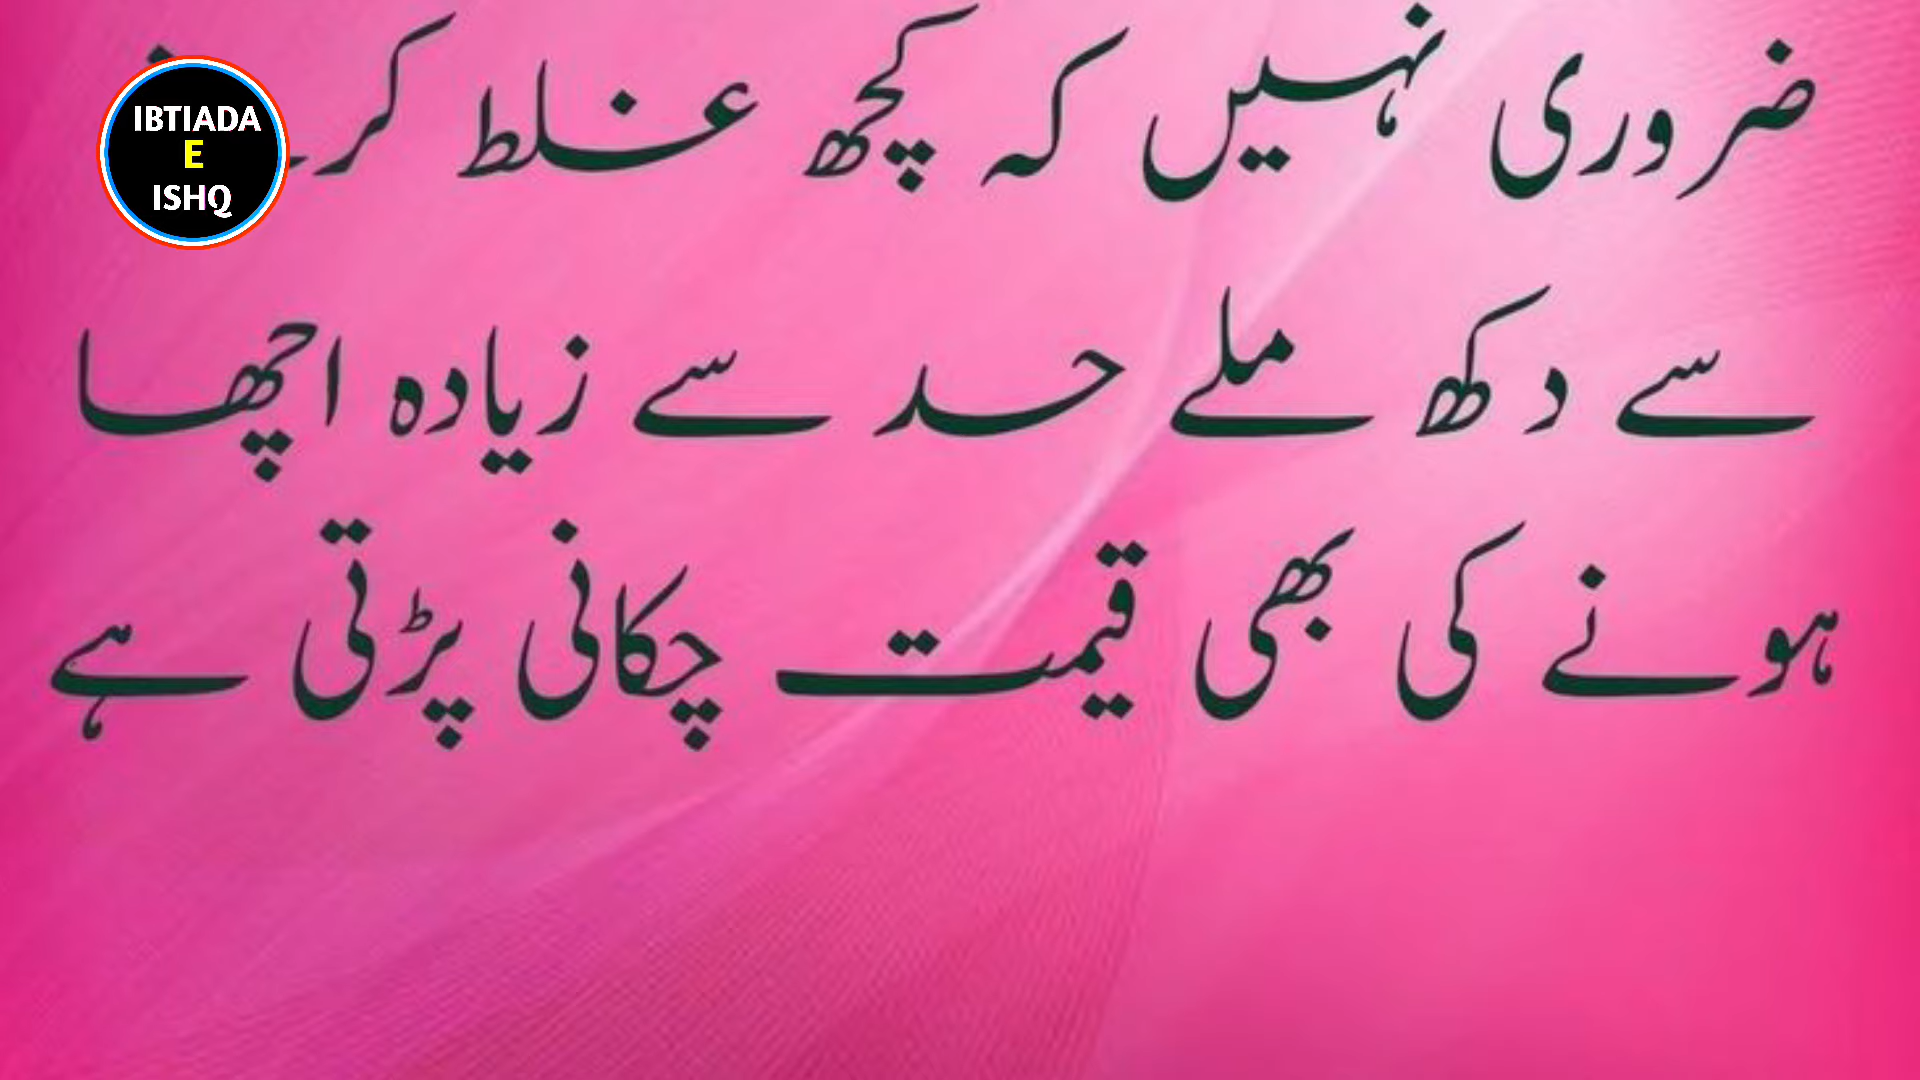 ضروری نہیں کہ کچھ غلط کرنے
سے دکھ ملے حد سے زیادہ اچھا
ہونے کی بھی قیمت چکانی پڑتی ہے
IBTIADA
E
ISHQ